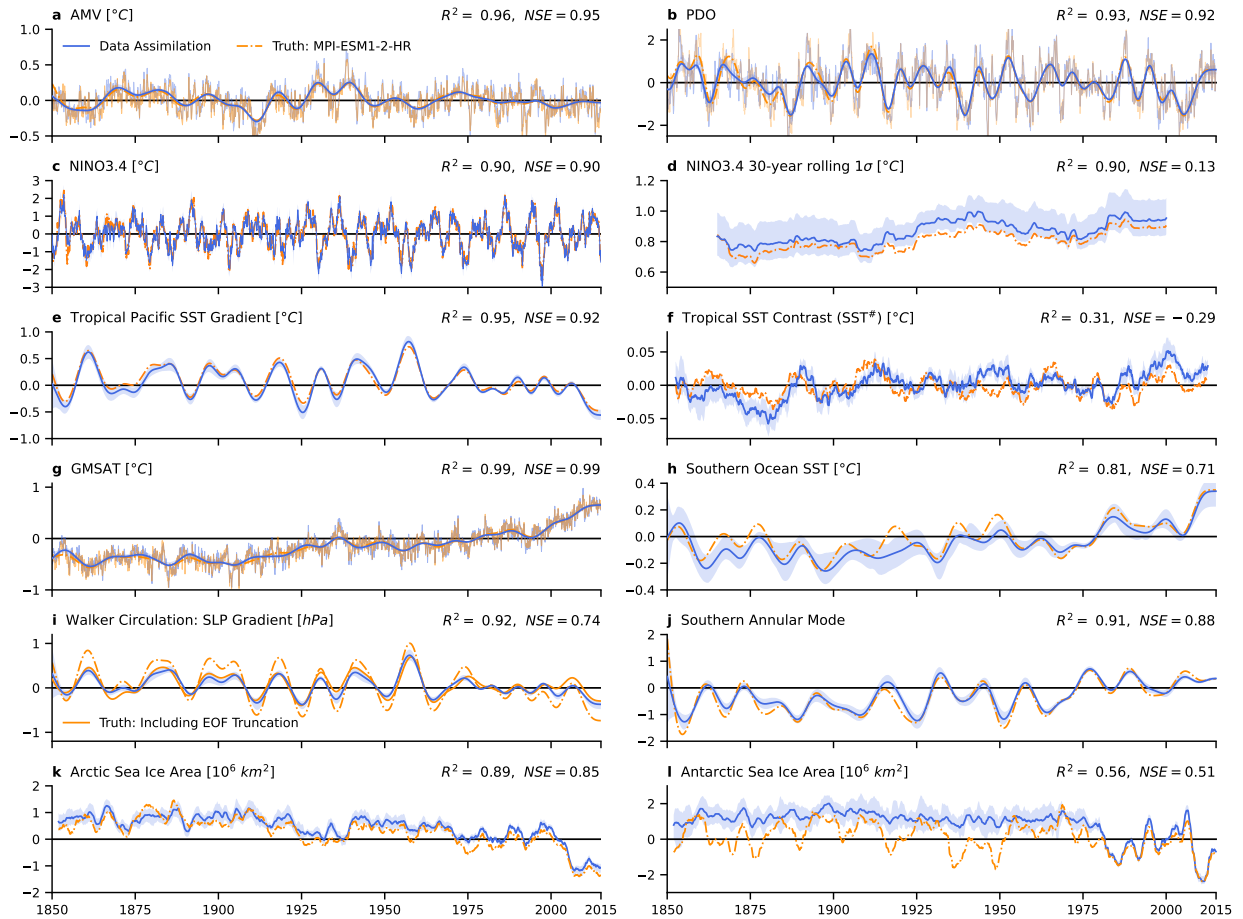 a AMV [°C] R² = 0.96, NSE = 0.95
1.0
0.5
0.0
−0.5
Data Assimilation
Truth: MPI-ESM1-2-HR
b PDO R² = 0.93, NSE = 0.92
2
0
−2
c NINO3.4 [°C] R² = 0.90, NSE = 0.90
3
2
1
0
−1
−2
−3
d NINO3.4 30-year rolling 1σ [°C] R² = 0.90, NSE = 0.13
1.2
1.0
0.8
0.6
e Tropical Pacific SST Gradient [°C] R² = 0.95, NSE = 0.92
1.0
0.5
0.0
−0.5
−1.0
f Tropical SST Contrast (SST#) [°C] R² = 0.31, NSE = −0.29
0.05
0.00
−0.05
g GMSAT [°C] R² = 0.99, NSE = 0.99
1
0
−1
h Southern Ocean SST [°C] R² = 0.81, NSE = 0.71
0.4
0.2
0.0
−0.2
−0.4
i Walker Circulation: SLP Gradient [hPa] R² = 0.92, NSE = 0.74
1
0
−1
Truth: Including EOF Truncation
j Southern Annular Mode R² = 0.91, NSE = 0.88
2
1
0
−1
−2
k Arctic Sea Ice Area [10⁶ km²] R² = 0.89, NSE = 0.85
2
1
0
−1
−2
1850 1875 1900 1925 1950 1975 2000 2015
l Antarctic Sea Ice Area [10⁶ km²] R² = 0.56, NSE = 0.51
2
0
−2
1850 1875 1900 1925 1950 1975 2000 2015